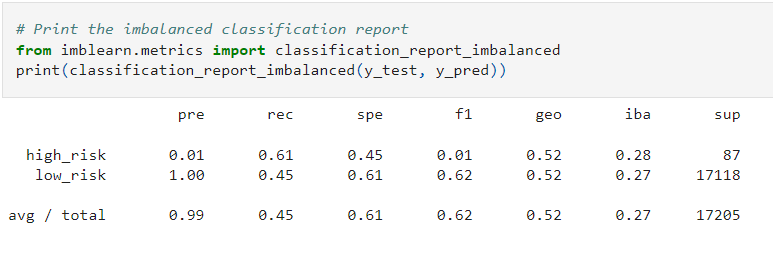 # Print the imbalanced classification report
from imblearn.metrics import classification_report_imbalanced
print(classification_report_imbalanced(y_test, y_pred))
pre rec spe f1 geo iba sup
high_risk 0.01 0.61 0.45 0.01 0.52 0.28 87
low_risk 1.00 0.45 0.61 0.62 0.52 0.27 17118
avg / total 0.99 0.45 0.61 0.62 0.52 0.27 17205